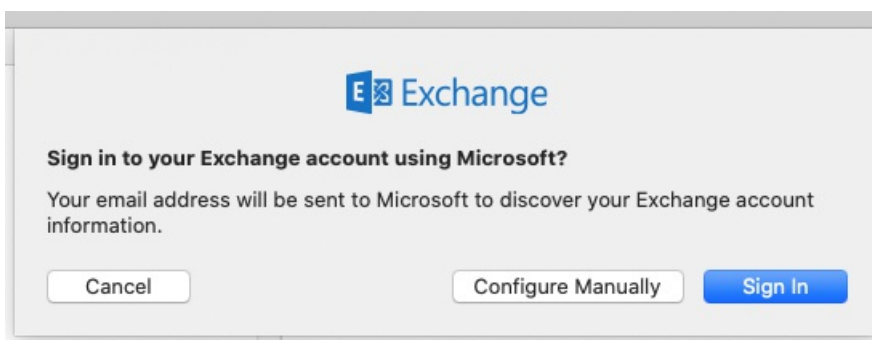 Exchange
Sign in to your Exchange account using Microsoft?
Your email address will be sent to Microsoft to discover your Exchange account
information.
Cancel
Configure Manually
Sign In